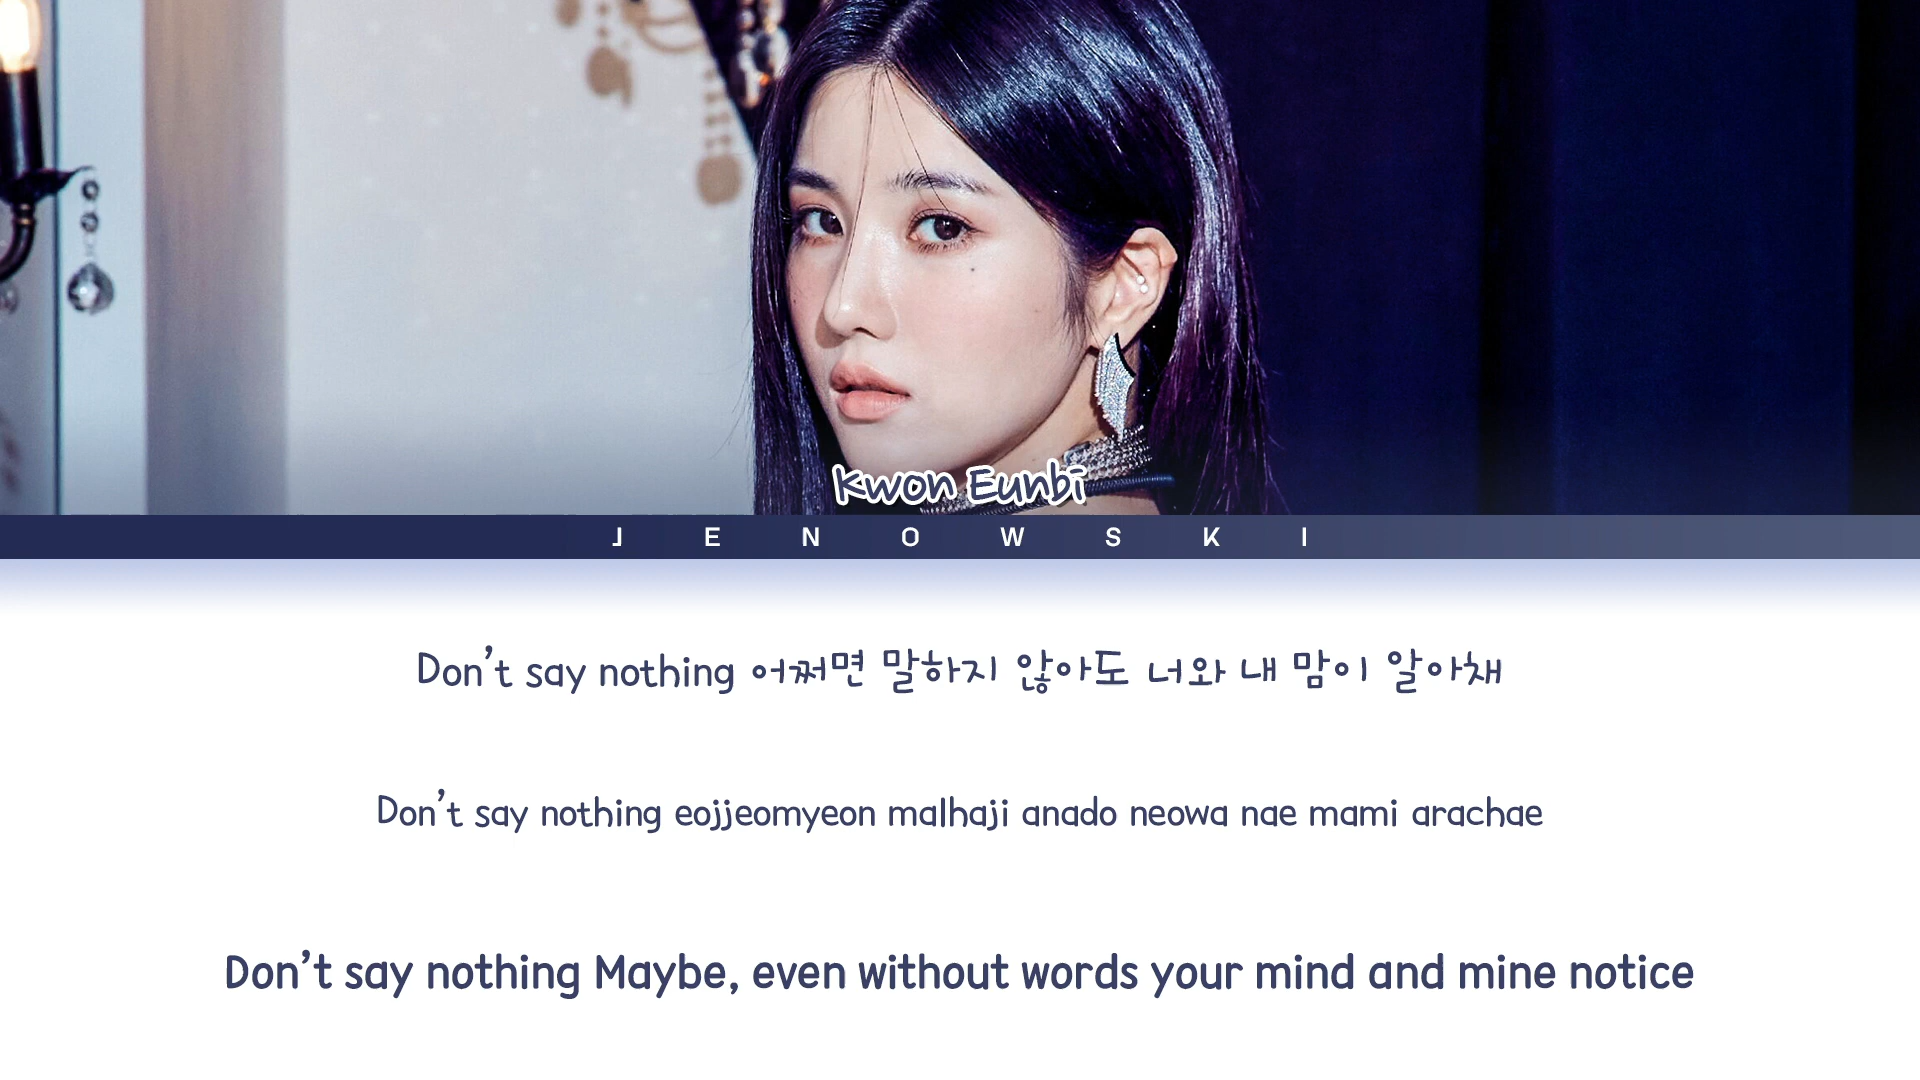 Kwon Eunbi
JENOWSKI
Don't say nothing 어쩌면 말하지 않아도 너와 내 맘이 알아채
Don't say nothing eojjeomyeon malhaji anado neowa nae mami arachae
Don't say nothing Maybe, even without words your mind and mine notice